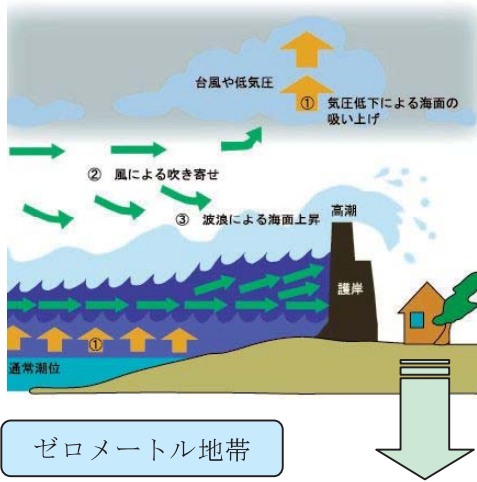 台風や低気圧
① 気圧低下による海面の
吸い上げ
② 風による吹き寄せ
③ 波浪による海面上昇
高潮
護岸
①
通常潮位
ゼロメートル地帯